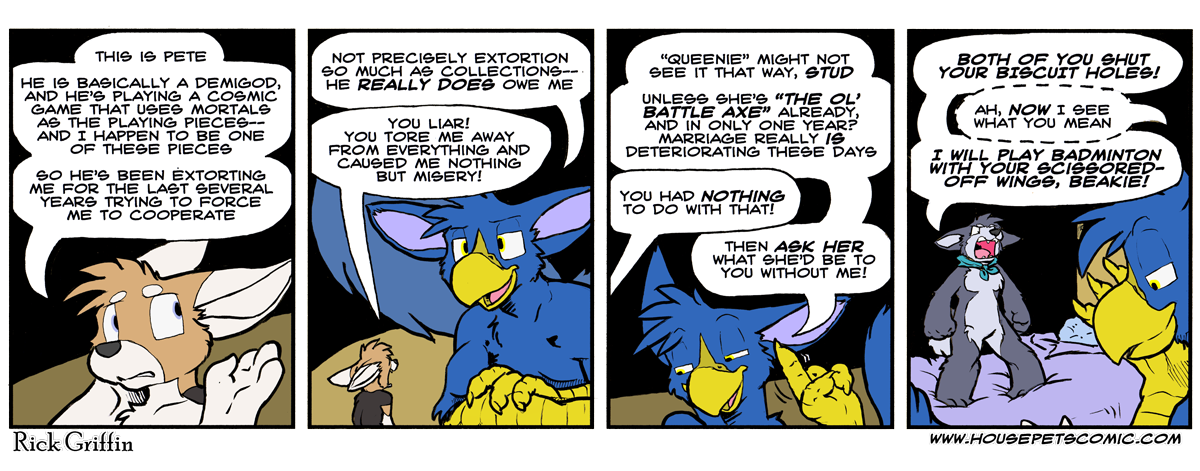 THIS IS PETE
HE IS BASICALLY A DEMIGOD,
AND HE'S PLAYING A COSMIC
GAME THAT USES MORTALS
AS THE PLAYING PIECES--
AND I HAPPEN TO BE ONE
OF THESE PIECES
SO HE'S BEEN EXTORTING
ME FOR THE LAST SEVERAL
YEARS TRYING TO FORCE
ME TO COOPERATE
NOT PRECISELY EXTORTION
SO MUCH AS COLLECTIONS--
HE REALLY DOES OWE ME
YOU LIAR!
YOU TORE ME AWAY
FROM EVERYTHING AND
CAUSED ME NOTHING
BUT MISERY!
"QUEENIE" MIGHT NOT
SEE IT THAT WAY, STUD
UNLESS SHE'S "THE OL'
BATTLE AXE" ALREADY,
AND IN ONLY ONE YEAR?
MARRIAGE REALLY IS
DETERIORATING THESE DAYS
YOU HAD NOTHING
TO DO WITH THAT!
THEN ASK HER
WHAT SHE'D BE TO
YOU WITHOUT ME!
BOTH OF YOU SHUT
YOUR BISCUIT HOLES!
AH, NOW I SEE
WHAT YOU MEAN
I WILL PLAY BADMINTON
WITH YOUR SCISSORED-
OFF WINGS, BEAKIE!
Rick Griffin
WWW.HOUSEPETSCOMIC.COM